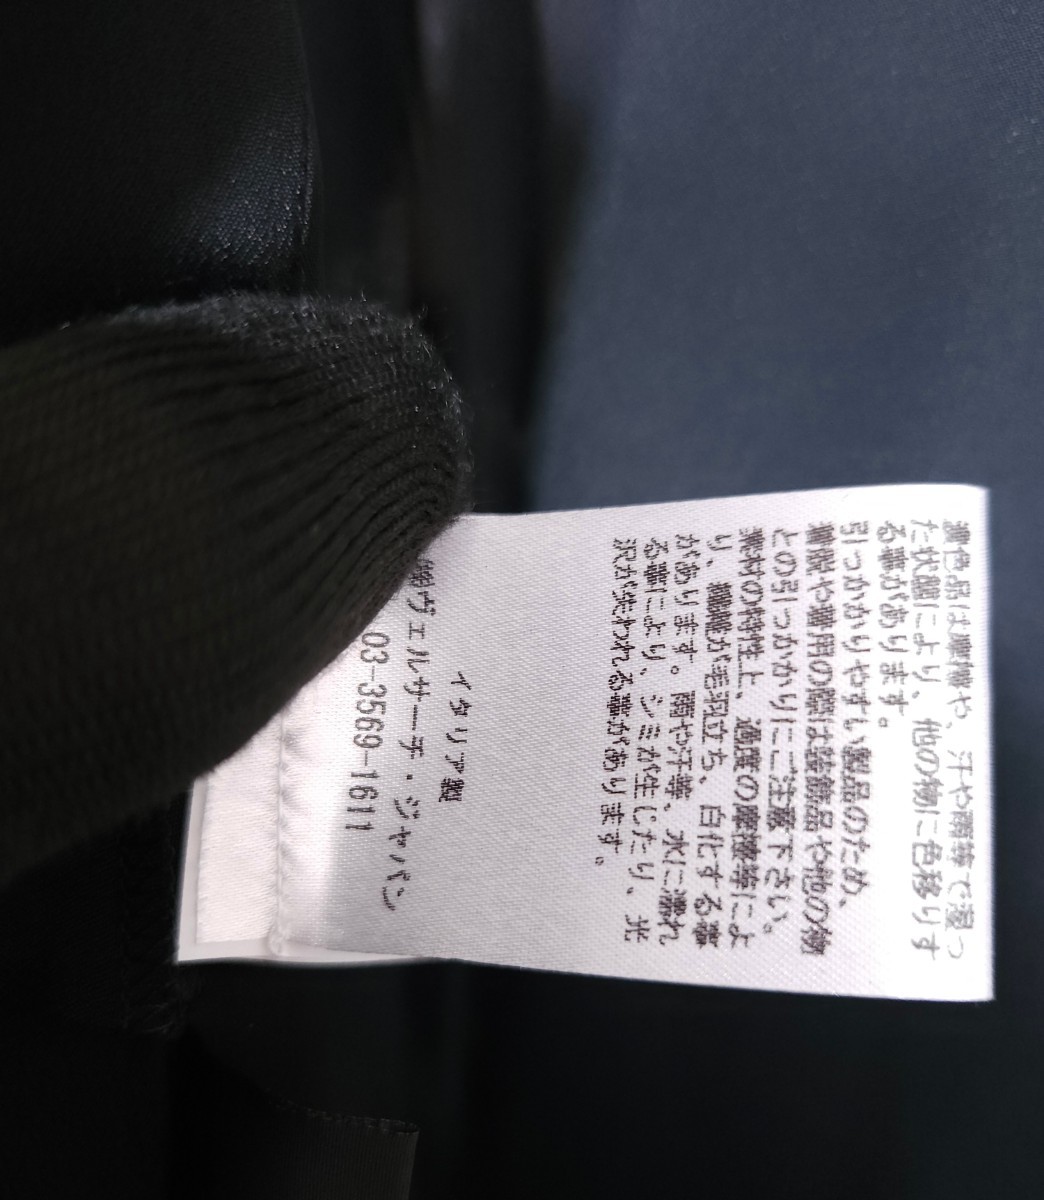 濃色品は摩擦や、汗や雨等で湿っ
た状態により、他の物に色移りす
る事があります。
引っかかりやすい製品のため、
着脱や着用の際は装飾品や他の物
との引っかかりにご注意下さい。
素材の特性上、過度の摩擦等によ
り、繊維が毛羽立ち、白化する事
があります。雨や汗等、水に濡れ
る事により、シミが生じたり、光
沢が失われる事があります。
イタリア製
㈱ヴェルサーチ・ジャパン
03-3569-1611